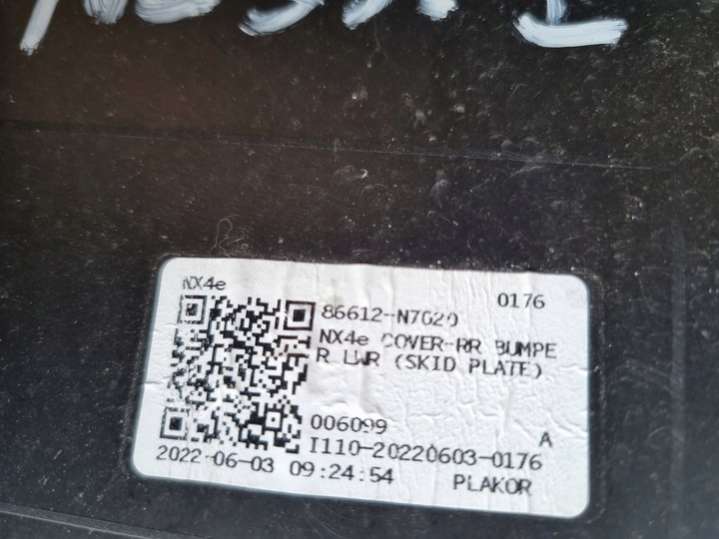 NX4e
0176
86612-N7020
NX4e COVER-RR BUMPE
R LWR (SKID PLATE)
006099
A
I110-20220603-0176
2022-06-03 09:24:54
PLAKOR